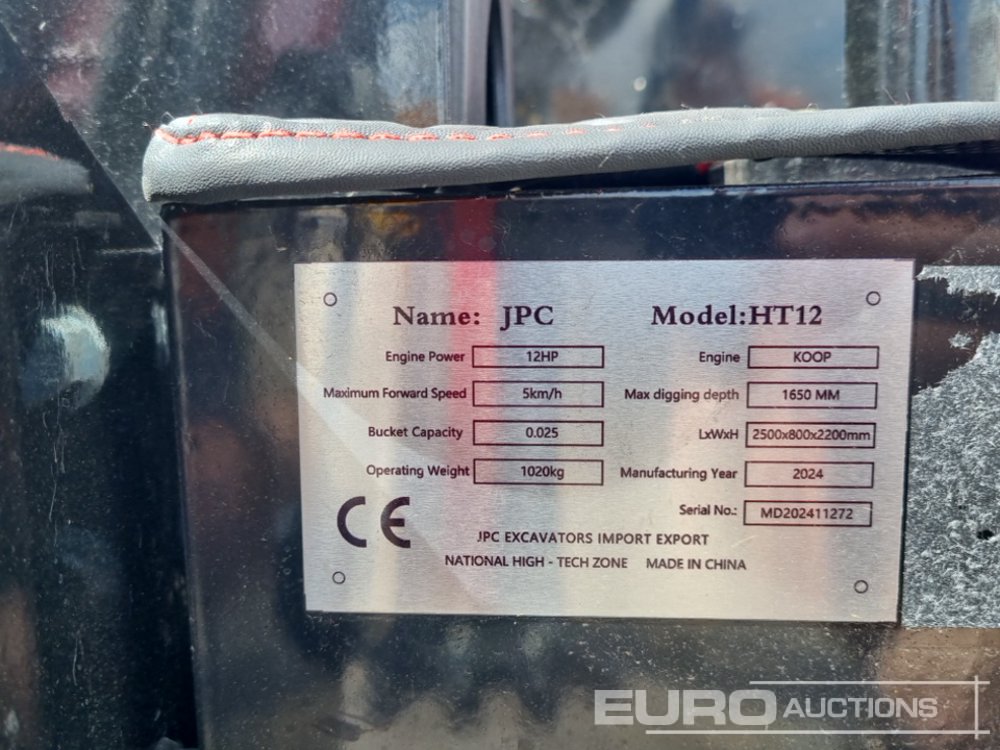 Name: JPC Model:HT12
Engine Power 12HP Engine KOOP
Maximum Forward Speed 5km/h Max digging depth 1650 MM
Bucket Capacity 0.025 LxWxH 2500x800x2200mm
Operating Weight 1020kg Manufacturing Year 2024
Serial No.: MD202411272
CE
JPC EXCAVATORS IMPORT EXPORT
NATIONAL HIGH - TECH ZONE MADE IN CHINA
EURO AUCTIONS